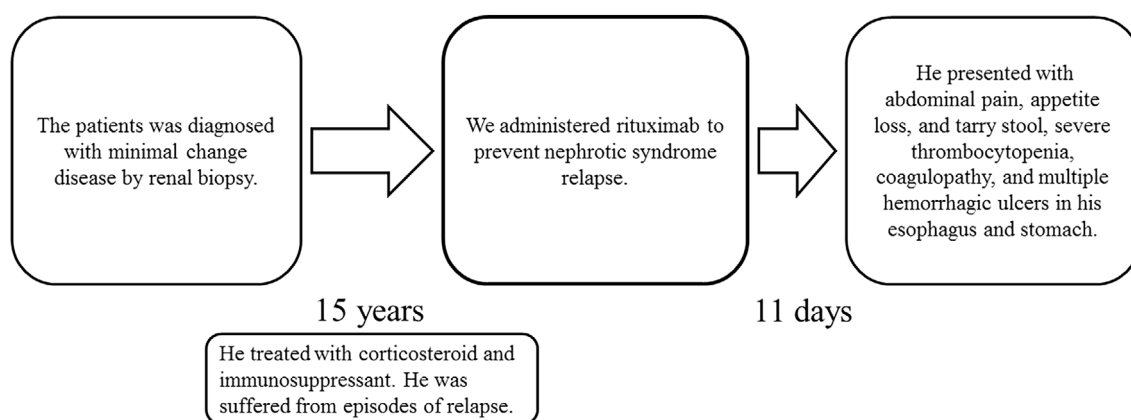 The patients was diagnosed
with minimal change
disease by renal biopsy.
We administered rituximab to
prevent nephrotic syndrome
relapse.
He presented with
abdominal pain, appetite
loss, and tarry stool, severe
thrombocytopenia,
coagulopathy, and multiple
hemorrhagic ulcers in his
esophagus and stomach.
15 years
11 days
He treated with corticosteroid and
immunosuppressant. He was
suffered from episodes of relapse.